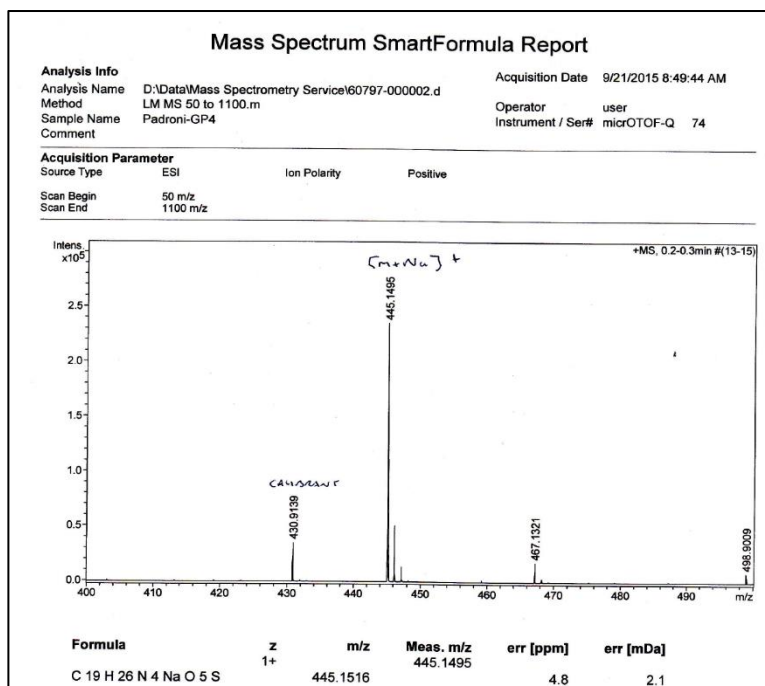 Mass Spectrum SmartFormula Report
Analysis Info
Analysis Name D:\Data\Mass Spectrometry Service\60797-000002.d
Method LM MS 50 to 1100.m
Sample Name Padroni-GP4
Comment
Acquisition Date 9/21/2015 8:49:44 AM
Operator user
Instrument / Ser# micrOTOF-Q 74
Acquisition Parameter
Source Type ESI Ion Polarity Positive
Scan Begin 50 m/z
Scan End 1100 m/z
Intens.
x10⁵
+MS, 0.2-0.3min #(13-15)
[M+Na]+
445.1495
2.5
2.0
1.5
1.0
CALIBRANT
430.9139
0.5
467.1321
498.9009
0.0
400 410 420 430 440 450 460 470 480 490 m/z
Formula z m/z Meas. m/z err [ppm] err [mDa]
1+ 445.1495
C 19 H 26 N 4 Na O 5 S 445.1516 4.8 2.1